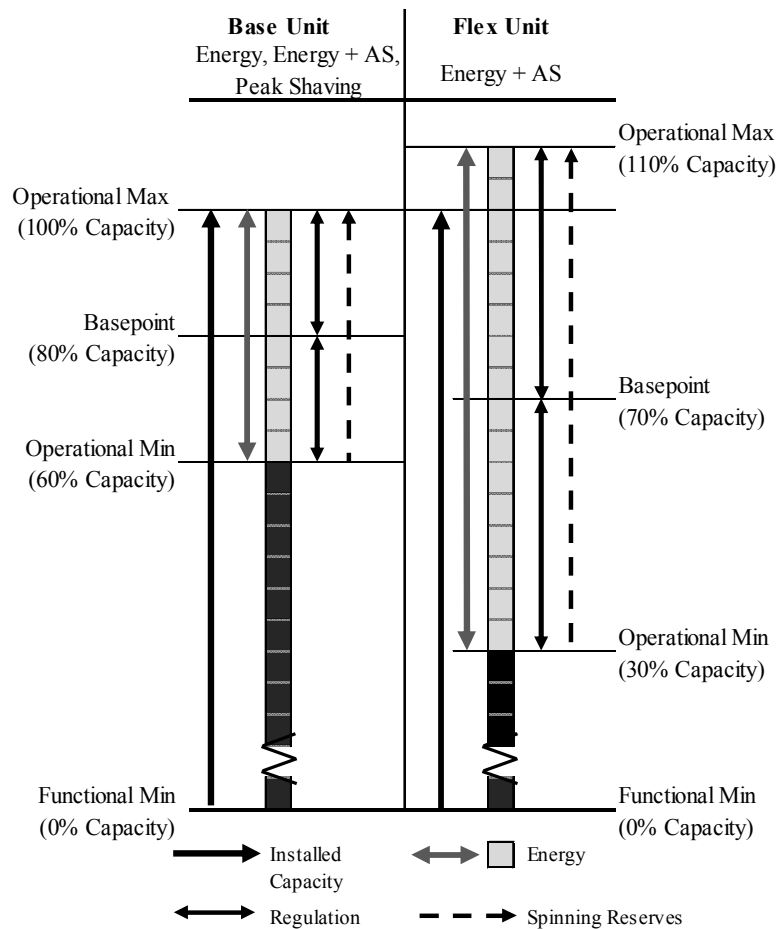 Base Unit
Energy, Energy + AS,
Peak Shaving
Flex Unit
Energy + AS
Operational Max
(110% Capacity)
Operational Max
(100% Capacity)
Basepoint
(80% Capacity)
Basepoint
(70% Capacity)
Operational Min
(60% Capacity)
Operational Min
(30% Capacity)
Functional Min
(0% Capacity)
Functional Min
(0% Capacity)
Installed
Capacity
Energy
Regulation
Spinning Reserves